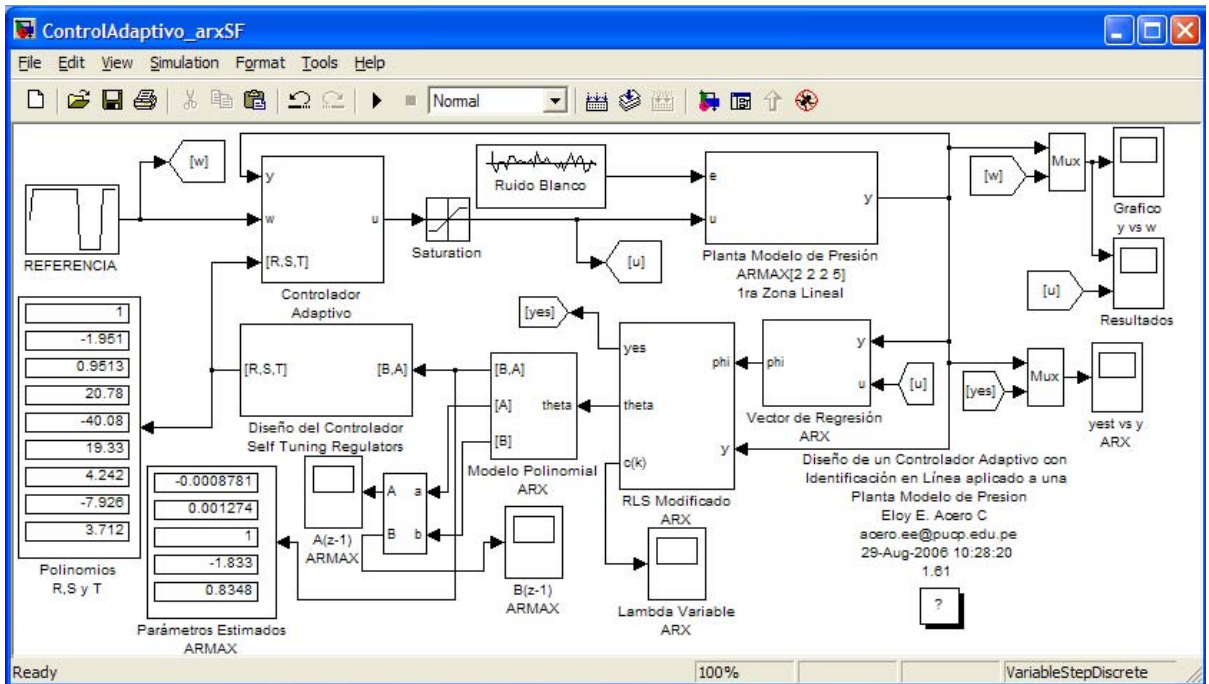 ControlAdaptivo_arxSF
File Edit View Simulation Format Tools Help
Normal
REFERENCIA
[w]
y
w
[R,S,T]
u
Controlador
Adaptivo
Saturation
Ruido Blanco
[u]
e
u
y
Planta Modelo de Presión
ARMAX[2 2 2 5]
1ra Zona Lineal
[w]
Mux
Grafico
y vs w
[u]
Resultados
1
-1.951
0.9513
20.78
-40.08
19.33
4.242
-7.926
3.712
Polinomios
R,S y T
[R,S,T]
[B,A]
Diseño del Controlador
Self Tuning Regulators
[B,A]
[A]
[B]
theta
Modelo Polinomial
ARX
[yes]
yes
theta
c(k)
phi
y
RLS Modificado
ARX
phi
y
u
[u]
Vector de Regresión
ARX
[yes]
Mux
yest vs y
ARX
-0.0008781
0.001274
1
-1.833
0.8348
Parámetros Estimados
ARMAX
A(z-1)
ARMAX
A
B
a
b
B(z-1)
ARMAX
Lambda Variable
ARX
Diseño de un Controlador Adaptivo con
Identificación en Línea aplicado a una
Planta Modelo de Presion
Eloy E. Acero C
acero.ee@pucp.edu.pe
29-Aug-2006 10:28:20
1.61
?
Ready
100%
VariableStepDiscrete